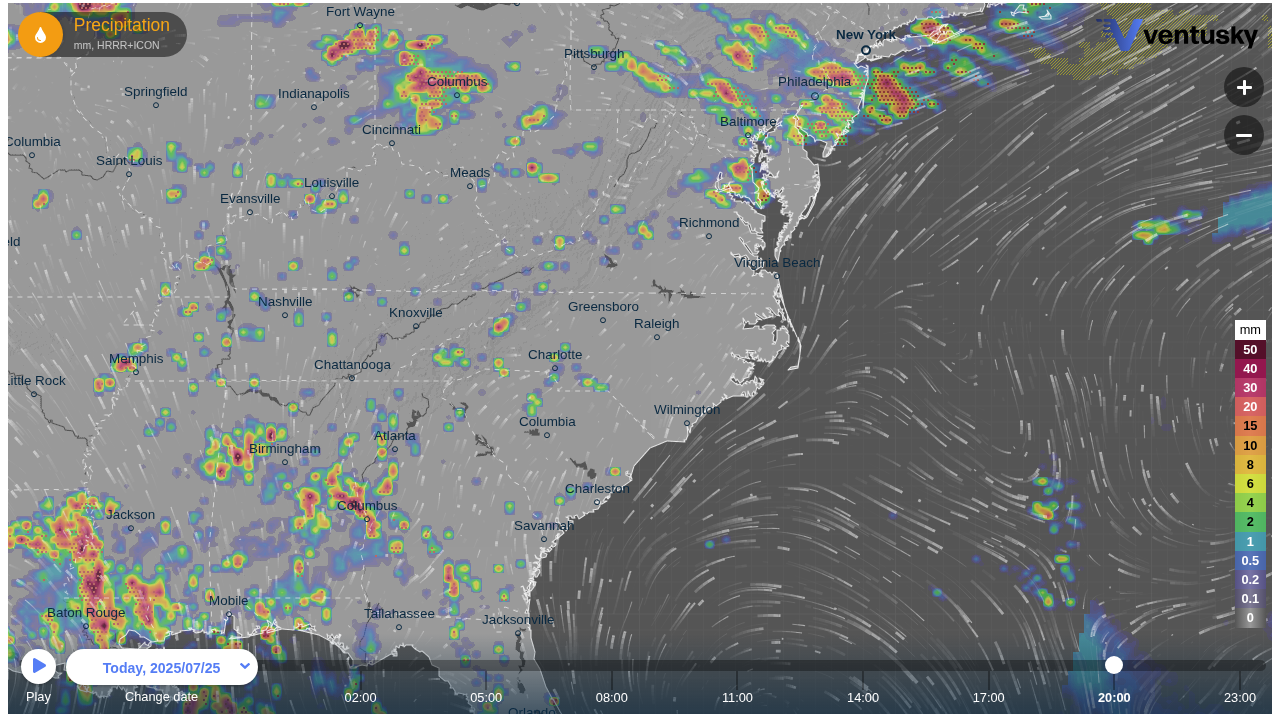 Precipitation
mm, HRRR+ICON
ventusky
Fort Wayne
New York
Pittsburgh
Springfield
Indianapolis
Columbus
Philadelphia
Cincinnati
Baltimore
Columbia
Saint Louis
Meads
Louisville
Evansville
Richmond
eld
Virginia Beach
Nashville
Knoxville
Greensboro
Raleigh
mm
50
40
30
20
15
10
8
6
4
2
1
0.5
0.2
0.1
0
Memphis
Chattanooga
Charlotte
Little Rock
Wilmington
Columbia
Atlanta
Birmingham
Charleston
Columbus
Jackson
Savannah
Mobile
Baton Rouge
Tallahassee
Jacksonville
Today, 2025/07/25
Play
Change date
02:00
05:00
08:00
11:00
14:00
17:00
20:00
23:00
Orlando